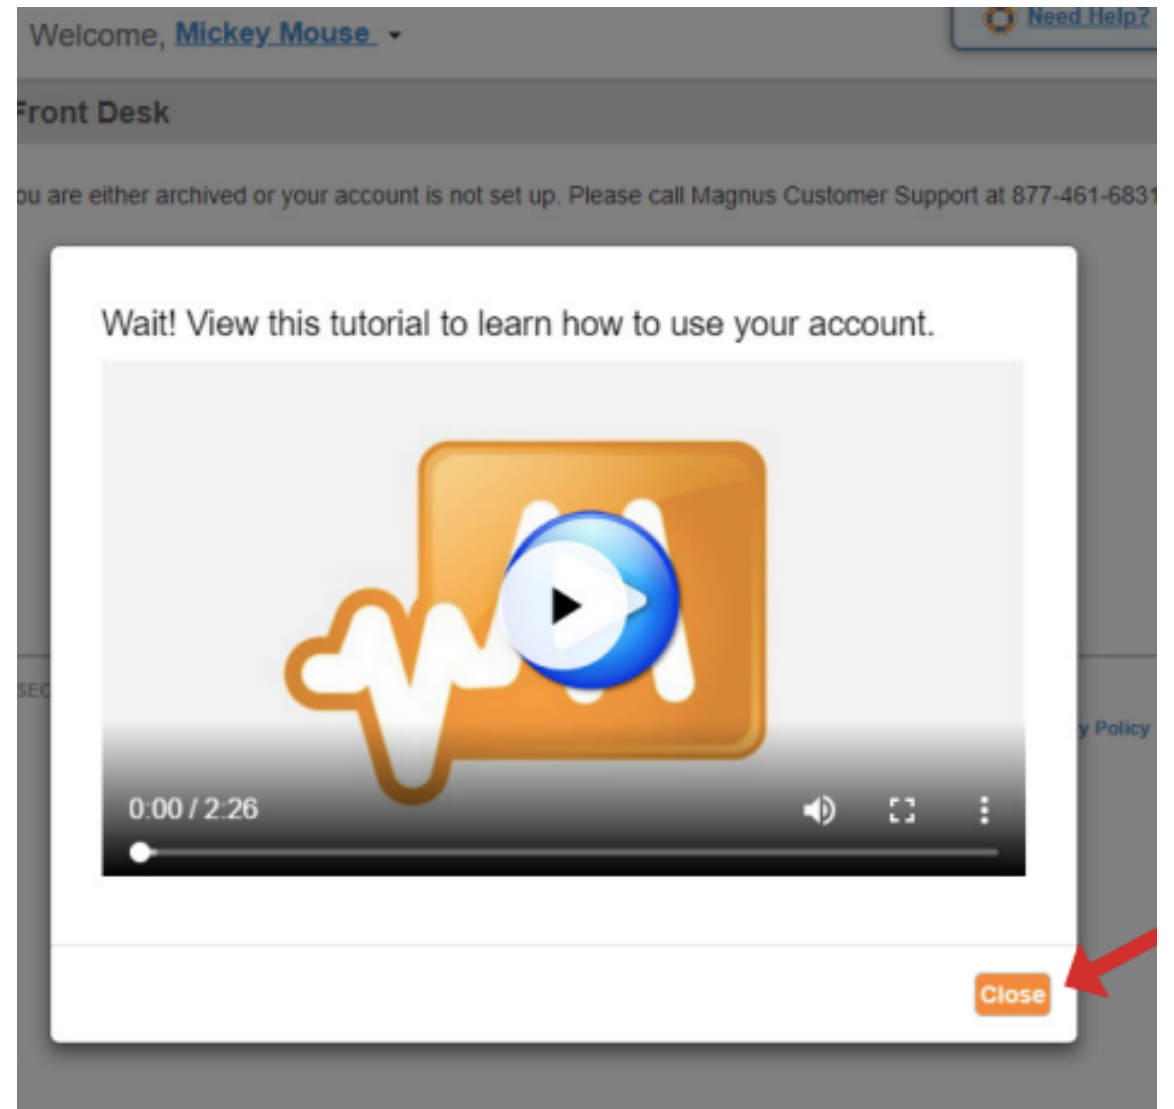 Welcome, Mickey Mouse
Need Help?
Front Desk
ou are either archived or your account is not set up. Please call Magnus Customer Support at 877-461-6831
Wait! View this tutorial to learn how to use your account.
0:00 / 2:26
SEC
y Policy
Close